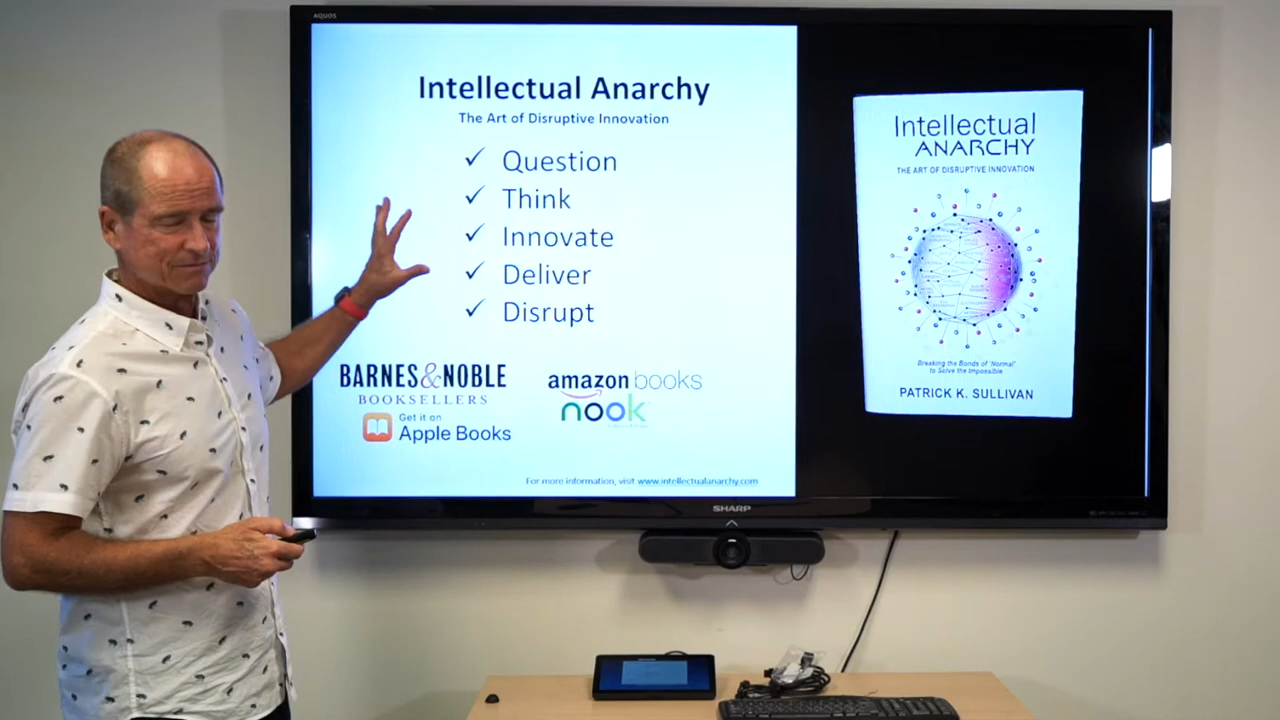 AQUOS
Intellectual Anarchy
The Art of Disruptive Innovation
✓ Question
✓ Think
✓ Innovate
✓ Deliver
✓ Disrupt
BARNES&NOBLE
BOOKSELLERS
Get it on
Apple Books
amazon books
nook
For more information, visit www.intellectualanarchy.com
Intellectual
ANARCHY
THE ART OF DISRUPTIVE INNOVATION
Breaking the Bonds of 'Normal'
to Solve the Impossible
PATRICK K. SULLIVAN
SHARP